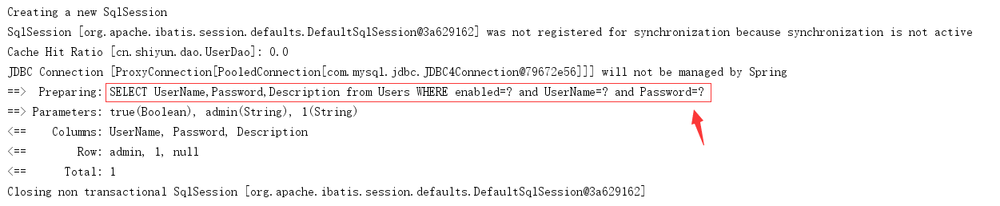 Creating a new SqlSession
SqlSession [org.apache.ibatis.session.defaults.DefaultSqlSession@3a629162] was not registered for synchronization because synchronization is not active
Cache Hit Ratio [cn.shiyun.dao.UserDao]: 0.0
JDBC Connection [ProxyConnection[PooledConnection[com.mysql.jdbc.JDBC4Connection@79672e56]]] will not be managed by Spring
==>  Preparing: SELECT UserName,Password,Description from Users WHERE enabled=? and UserName=? and Password=?
==> Parameters: true(Boolean), admin(String), 1(String)
<==    Columns: UserName, Password, Description
<==        Row: admin, 1, null
<==      Total: 1
Closing non transactional SqlSession [org.apache.ibatis.session.defaults.DefaultSqlSession@3a629162]